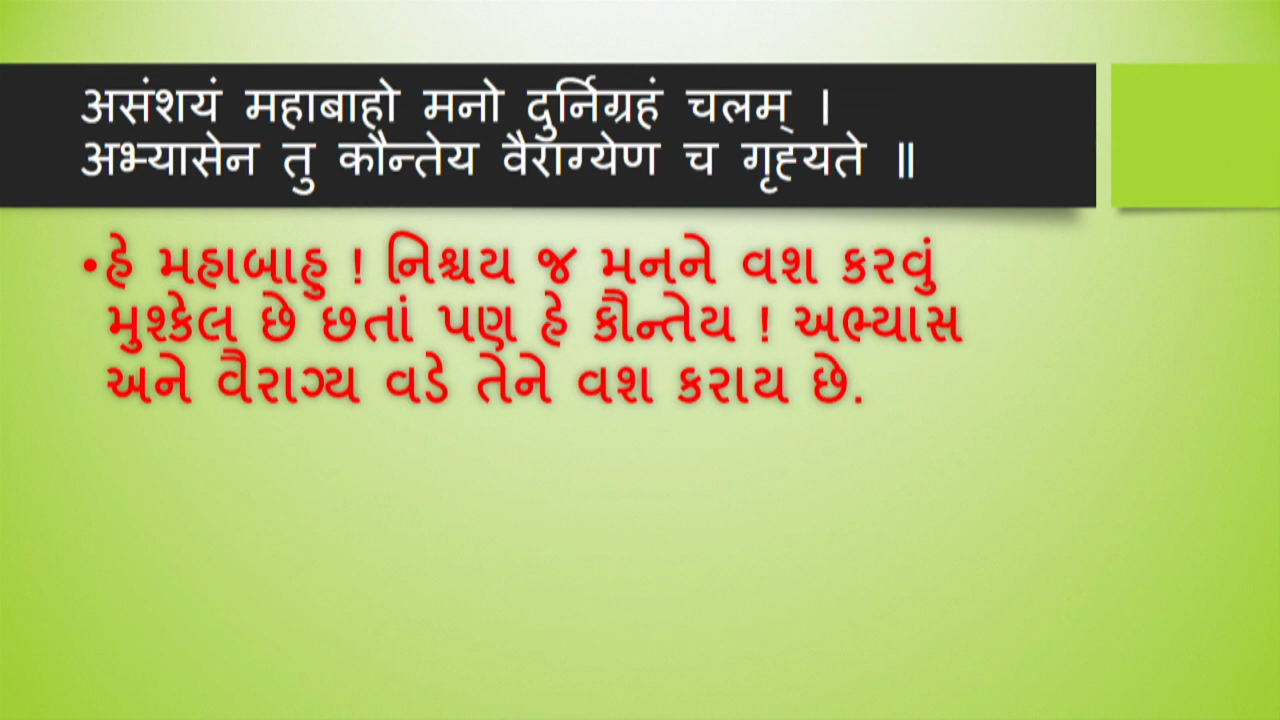 असंशयं महाबाहो मनो दुर्निग्रहं चलम् ।
अभ्यासेन तु कौन्तेय वैराग्येण च गृह्यते ॥
•હે મહાબાહુ ! નિશ્ચય જ મનને વશ કરવું
મુશ્કેલ છે છતાં પણ હે કૌન્તેય ! અભ્યાસ
અને વૈરાગ્ય વડે તેને વશ કરાય છે.